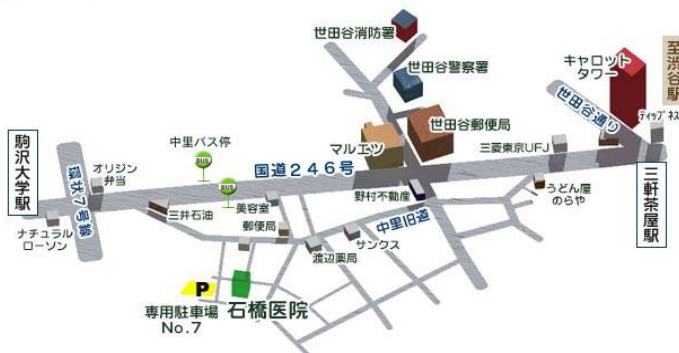 世田谷消防署
世田谷警察署
キャロット
タワー
至渋谷駅
世田谷通り
ティップネス
世田谷郵便局
マルエツ
三菱東京UFJ
中里バス停
BUS
国道246号
BUS
駒沢大学駅
環状7号線
オリジン
弁当
三井石油
美容室
野村不動産
うどん屋
のらや
三軒茶屋駅
中里旧道
ナチュラル
ローソン
郵便局
渡辺薬局
サンクス
P
専用駐車場
No.7
石橋医院